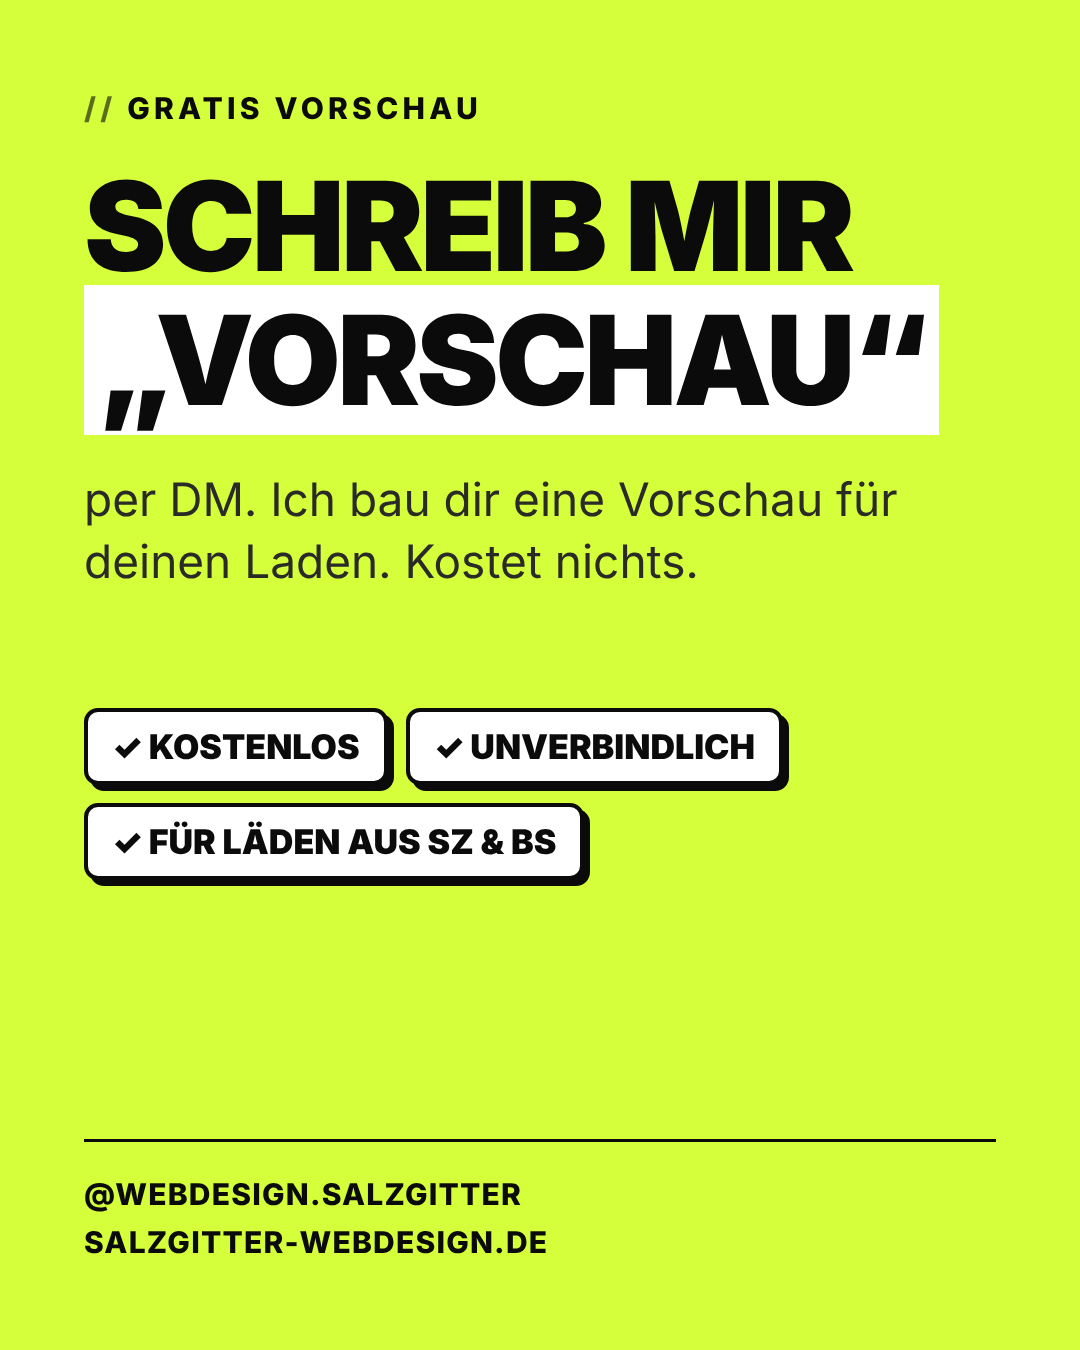 // GRATIS VORSCHAU
SCHREIB MIR
„VORSCHAU“
per DM. Ich bau dir eine Vorschau für
deinen Laden. Kostet nichts.
✓ KOSTENLOS
✓ UNVERBINDLICH
✓ FÜR LÄDEN AUS SZ & BS
@WEBDESIGN.SALZGITTER
SALZGITTER-WEBDESIGN.DE